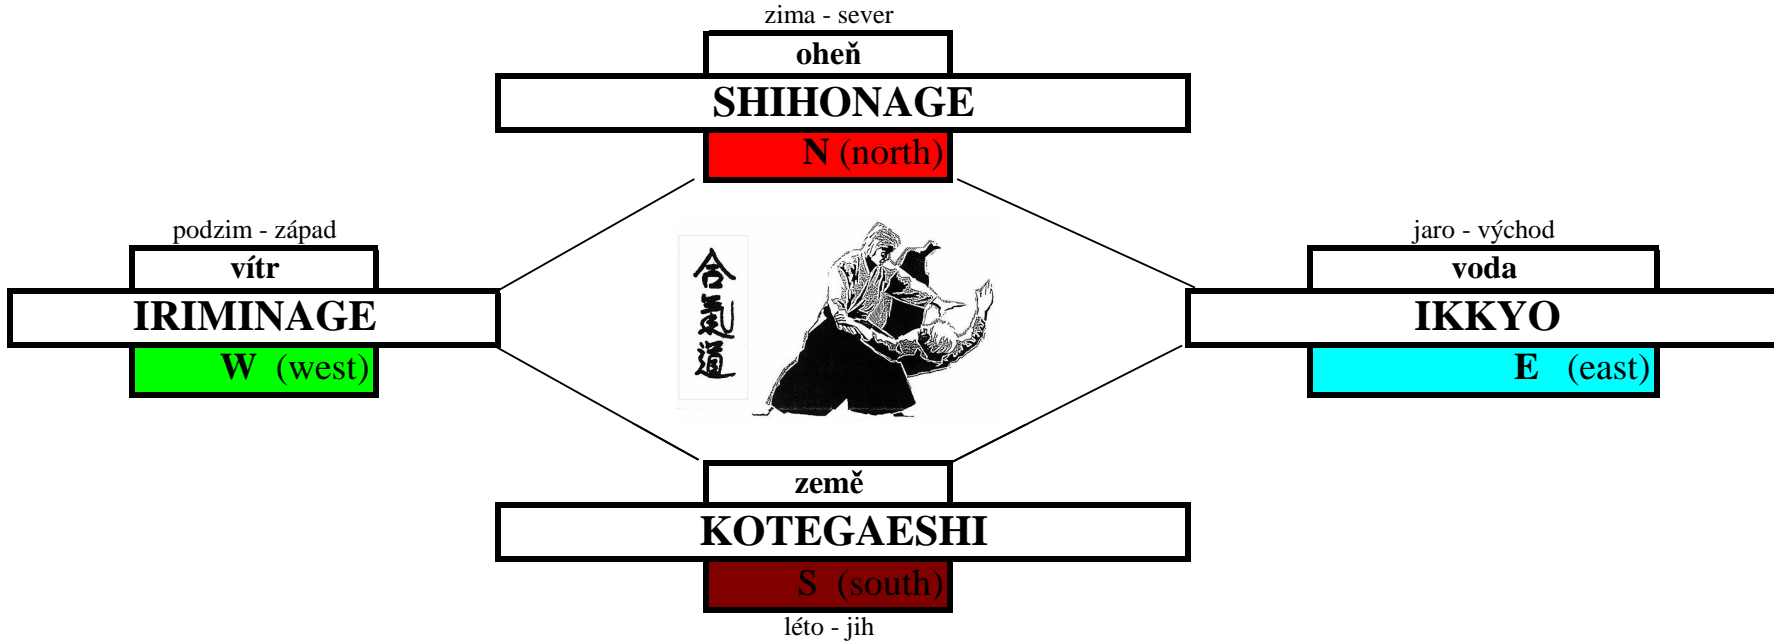 zima - sever
oheň
SHIHONAGE
N (north)
podzim - západ
vítr
IRIMINAGE
W (west)
合氣道
jaro - východ
voda
IKKYO
E (east)
země
KOTEGAESHI
S (south)
léto - jih